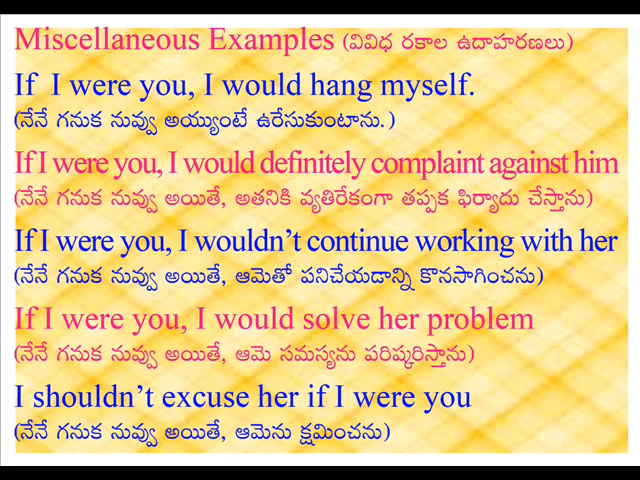 Miscellaneous Examples (వివిధ రకాల ఉదాహరణలు)
If I were you, I would hang myself.
(నేనే గనుక నువ్వు అయ్యుంటే ఉరేసుకుంటాను.)
If I were you, I would definitely complaint against him
(నేనే గనుక నువ్వు అయితే, అతనికి వ్యతిరేకంగా తప్పక ఫిర్యాదు చేస్తాను)
If I were you, I wouldn’t continue working with her
(నేనే గనుక నువ్వు అయితే, ఆమెతో పనిచేయడాన్ని కొనసాగించను)
If I were you, I would solve her problem
(నేనే గనుక నువ్వు అయితే, ఆమె సమస్యను పరిష్కరిస్తాను)
I shouldn’t excuse her if I were you
(నేనే గనుక నువ్వు అయితే, ఆమెను క్షమించను)